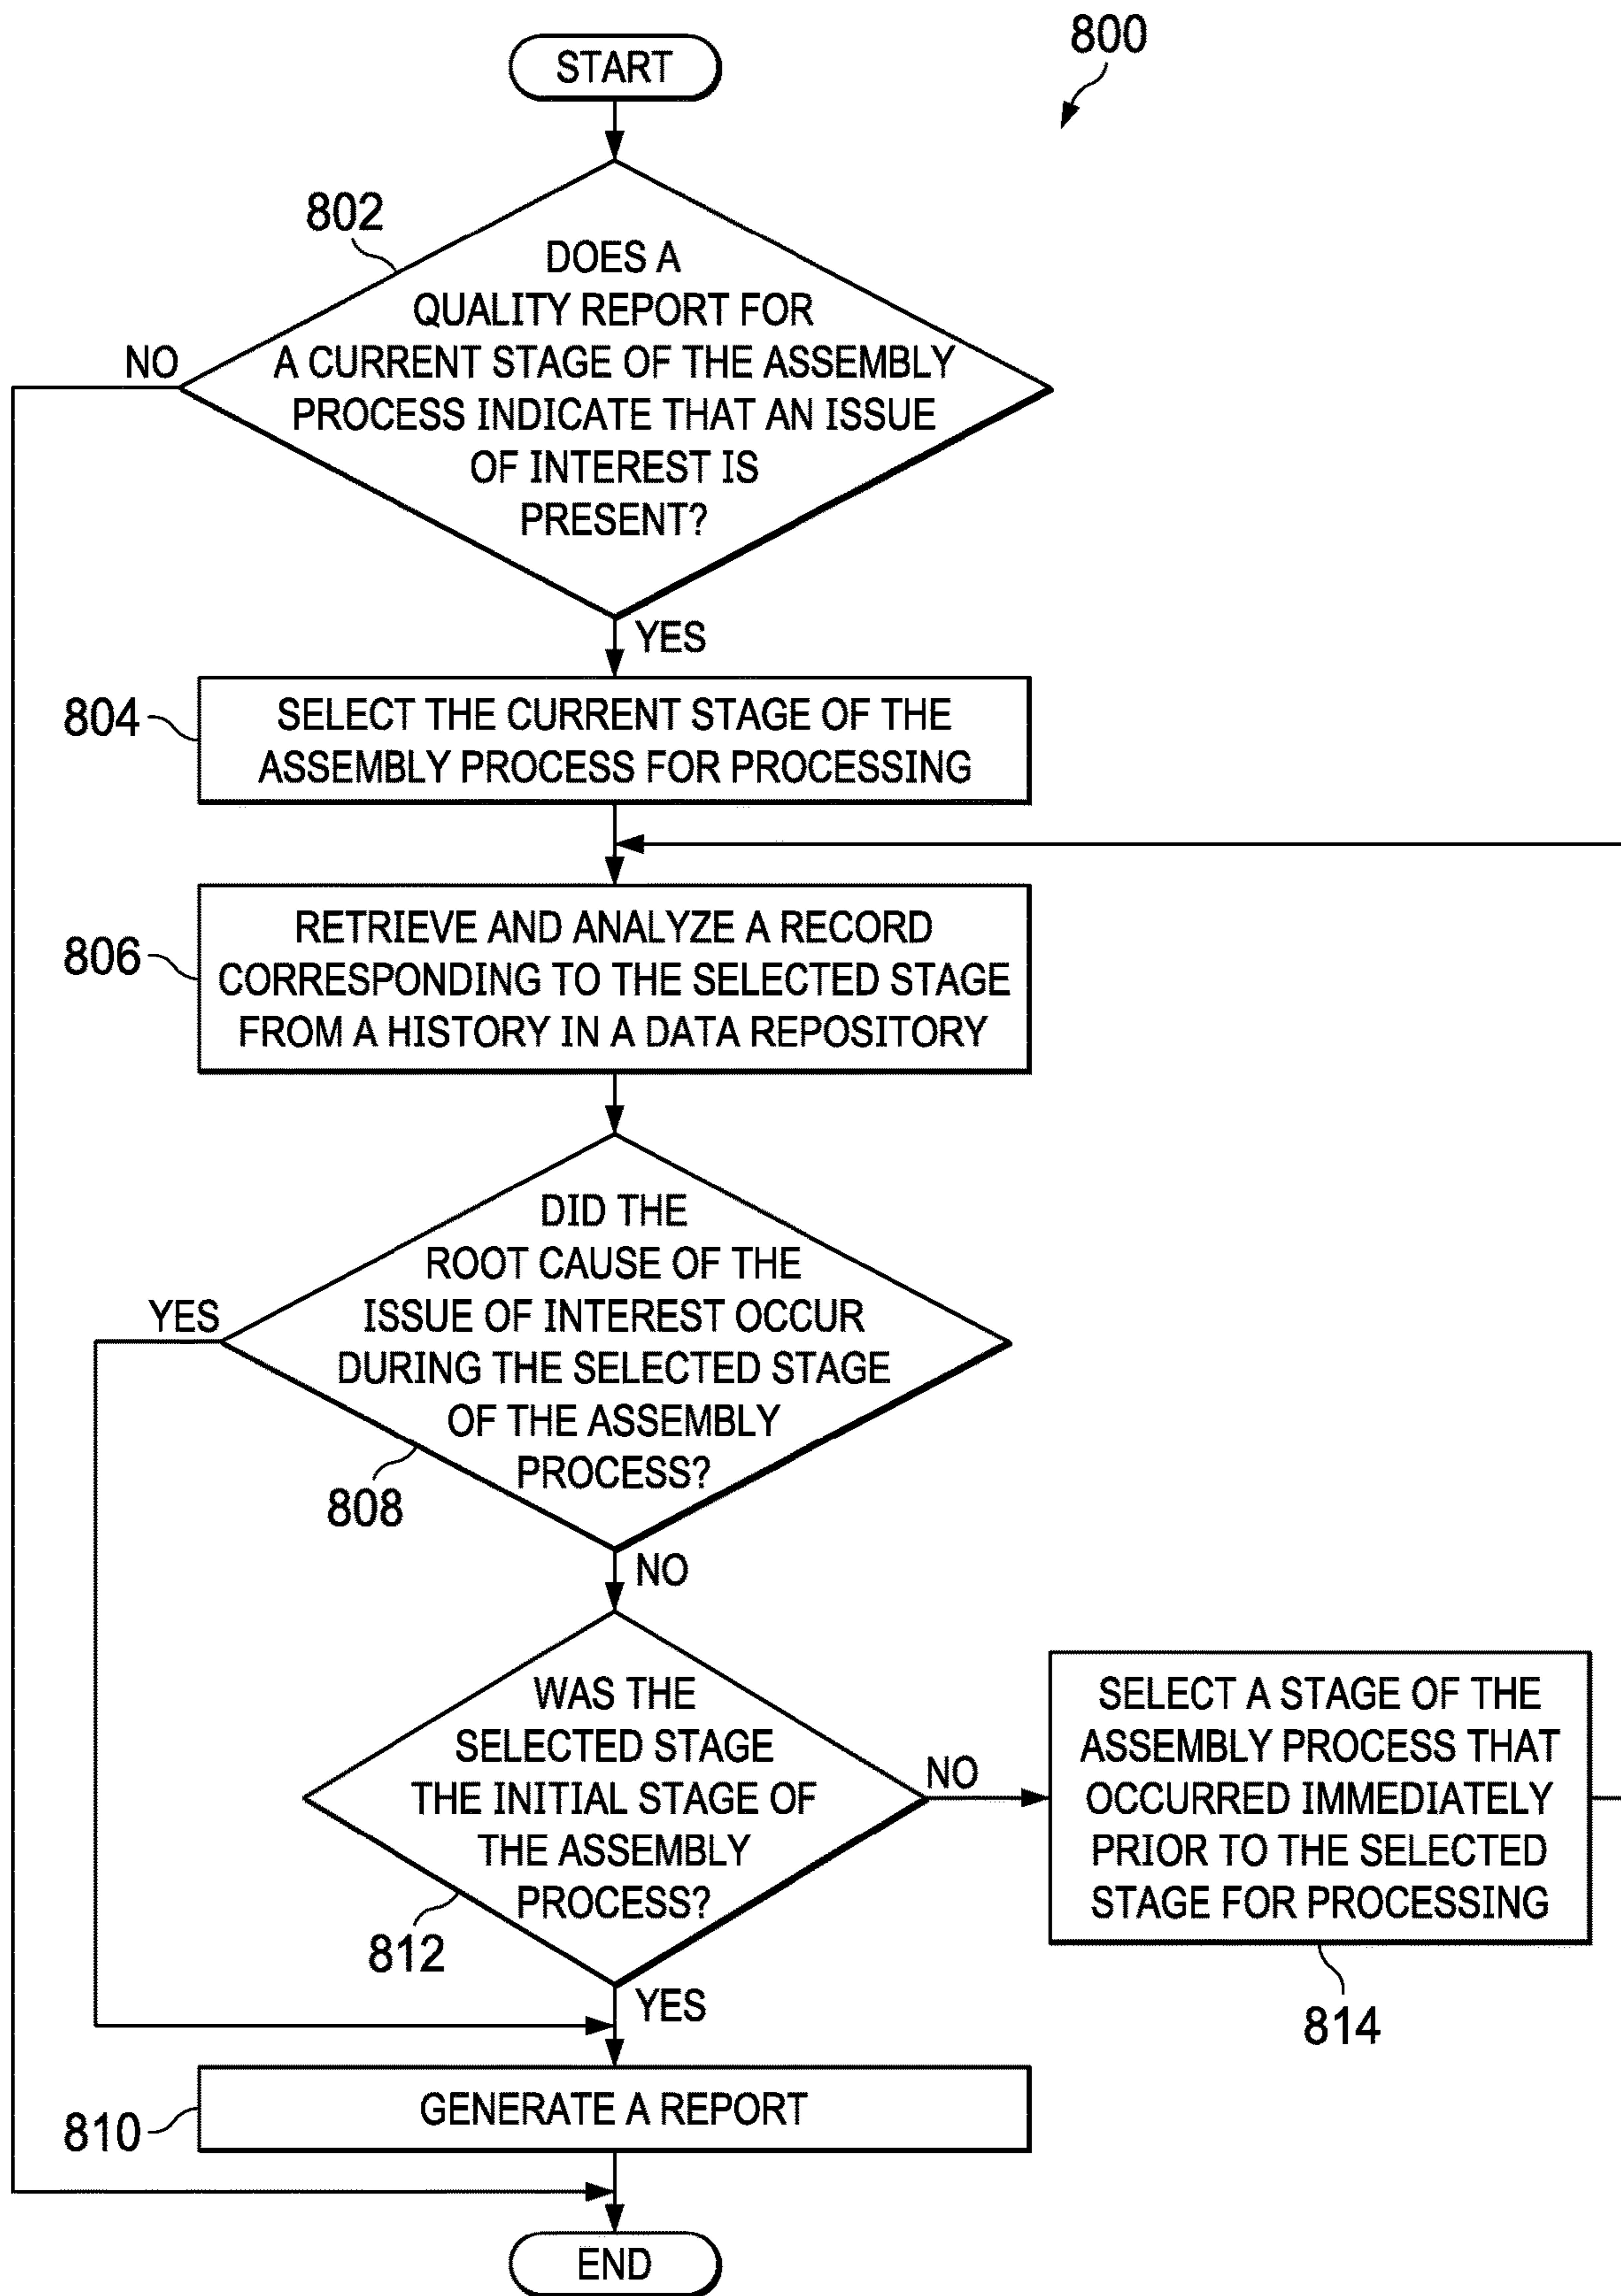 800
START
802
DOES A
QUALITY REPORT FOR
A CURRENT STAGE OF THE ASSEMBLY
PROCESS INDICATE THAT AN ISSUE
OF INTEREST IS
PRESENT?
NO
YES
804
SELECT THE CURRENT STAGE OF THE
ASSEMBLY PROCESS FOR PROCESSING
806
RETRIEVE AND ANALYZE A RECORD
CORRESPONDING TO THE SELECTED STAGE
FROM A HISTORY IN A DATA REPOSITORY
DID THE
ROOT CAUSE OF THE
ISSUE OF INTEREST OCCUR
DURING THE SELECTED STAGE
OF THE ASSEMBLY
PROCESS?
YES
808
NO
WAS THE
SELECTED STAGE
THE INITIAL STAGE OF
THE ASSEMBLY
PROCESS?
NO
812
YES
SELECT A STAGE OF THE
ASSEMBLY PROCESS THAT
OCCURRED IMMEDIATELY
PRIOR TO THE SELECTED
STAGE FOR PROCESSING
814
810
GENERATE A REPORT
END